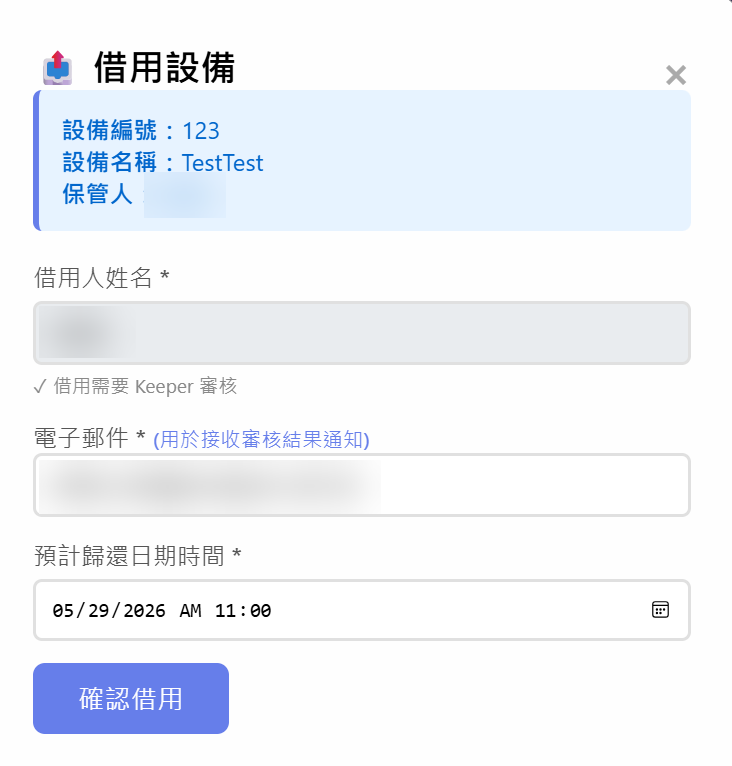 借用設備
設備編號：123
設備名稱：TestTest
保管人
借用人姓名 *
✓ 借用需要 Keeper 審核
電子郵件 * (用於接收審核結果通知)
預計歸還日期時間 *
05/29/2026 AM 11:00
確認借用